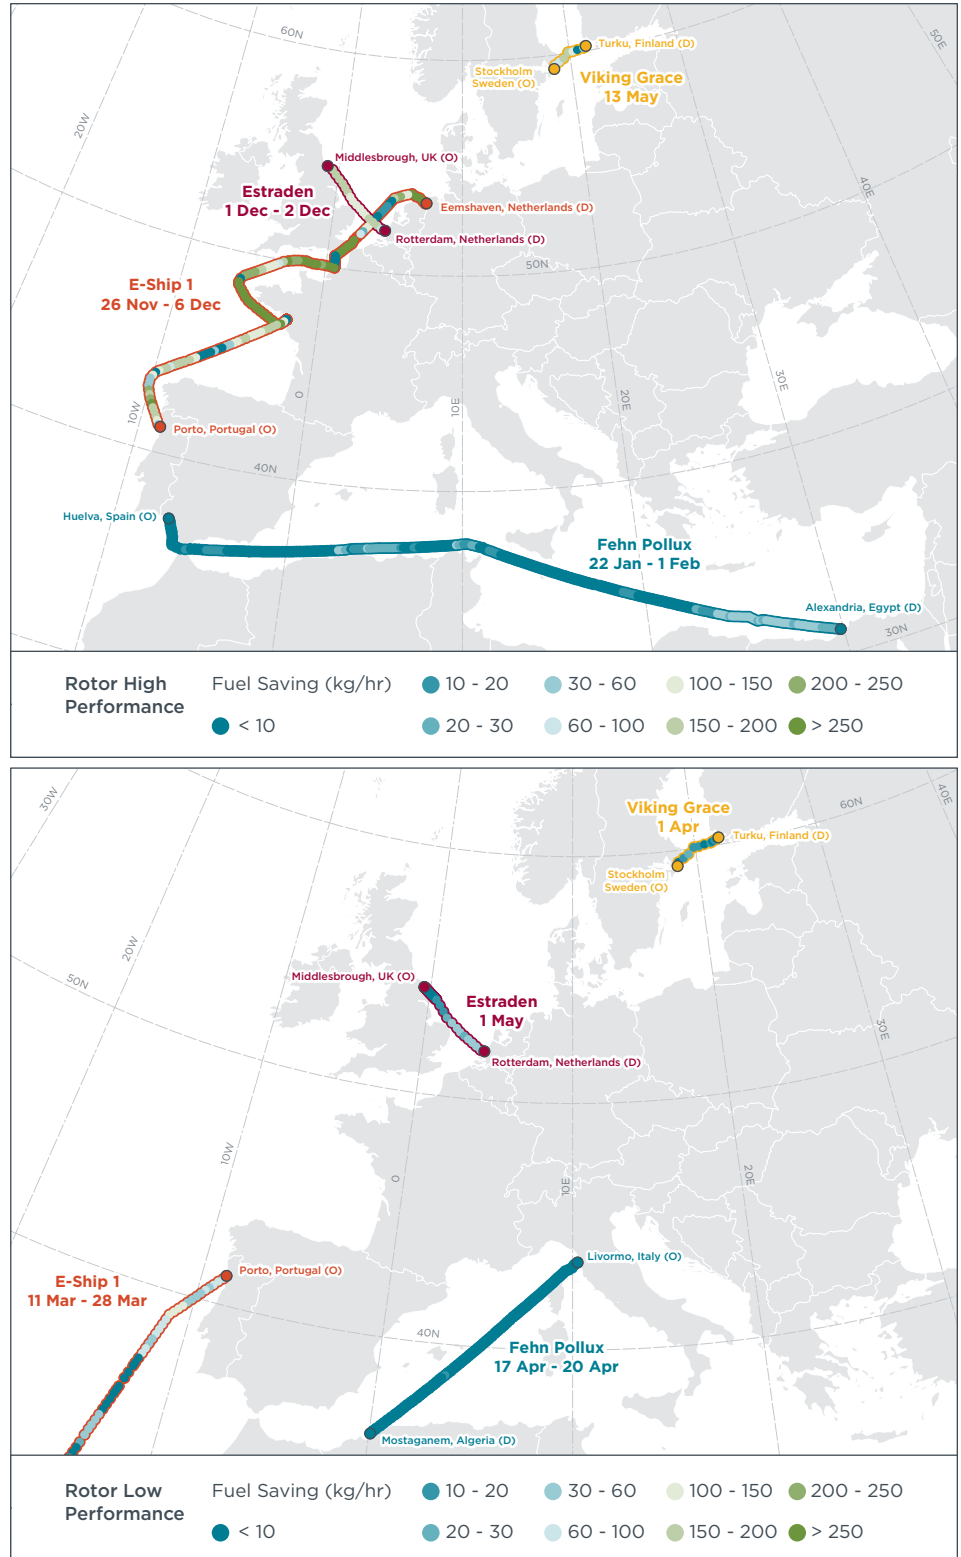 60N
50N
20W
Turku, Finland (D)
Stockholm
Sweden (O)
Viking Grace
13 May
Middlesbrough, UK (O)
40N
Estraden
1 Dec - 2 Dec
Eemshaven, Netherlands (D)
Rotterdam, Netherlands (D)
50N
E-Ship 1
26 Nov - 6 Dec
30E
0
10E
20E
10W
Porto, Portugal (O)
40N
Huelva, Spain (O)
Fehn Pollux
22 Jan - 1 Feb
Alexandria, Egypt (D)
30N
Rotor High
Performance
Fuel Saving (kg/hr)
< 10
10 - 20
20 - 30
30 - 60
60 - 100
100 - 150
150 - 200
200 - 250
> 250
30W
40E
60N
Viking Grace
1 Apr
Turku, Finland (D)
Stockholm
Sweden (O)
20W
50N
Middlesbrough, UK (O)
Estraden
1 May
30E
Rotterdam, Netherlands (D)
10W
0
10E
20E
Livormo, Italy (O)
Porto, Portugal (O)
E-Ship 1
11 Mar - 28 Mar
40N
Fehn Pollux
17 Apr - 20 Apr
Mostaganem, Algeria (D)
Rotor Low
Performance
Fuel Saving (kg/hr)
< 10
10 - 20
20 - 30
30 - 60
60 - 100
100 - 150
150 - 200
200 - 250
> 250